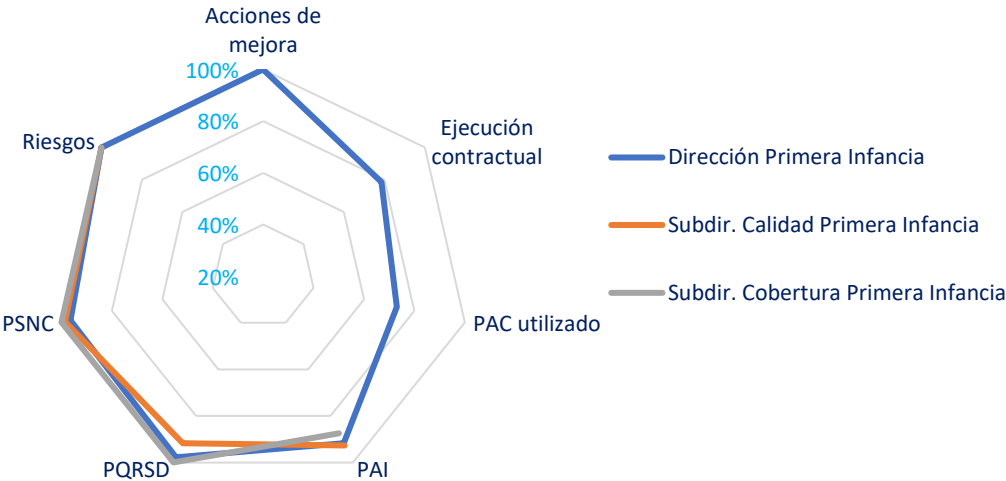 Acciones de
mejora
100%
80%
60%
40%
20%
Ejecución
contractual
PAC utilizado
PAI
PQRSD
PSNC
Riesgos
Dirección Primera Infancia
Subdir. Calidad Primera Infancia
Subdir. Cobertura Primera Infancia